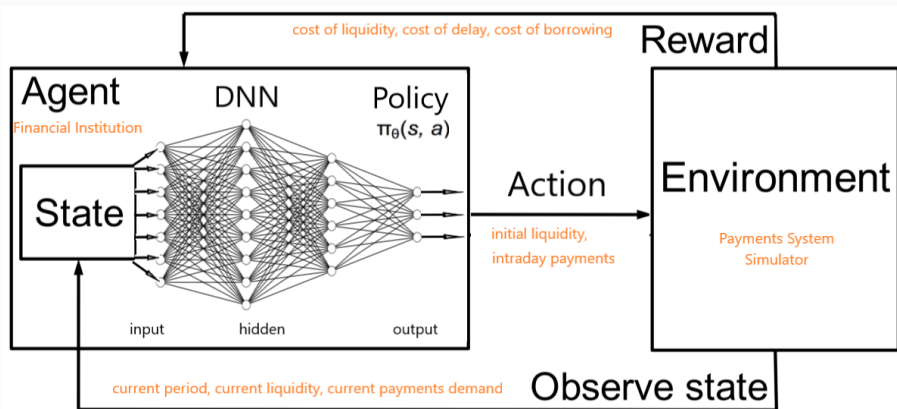 cost of liquidity, cost of delay, cost of borrowing
Reward
Agent
DNN
Policy
Financial Institution
πθ(s, a)
State
Action
Environment
initial liquidity,
intraday payments
Payments System
Simulator
input
hidden
output
current period, current liquidity, current payments demand
Observe state